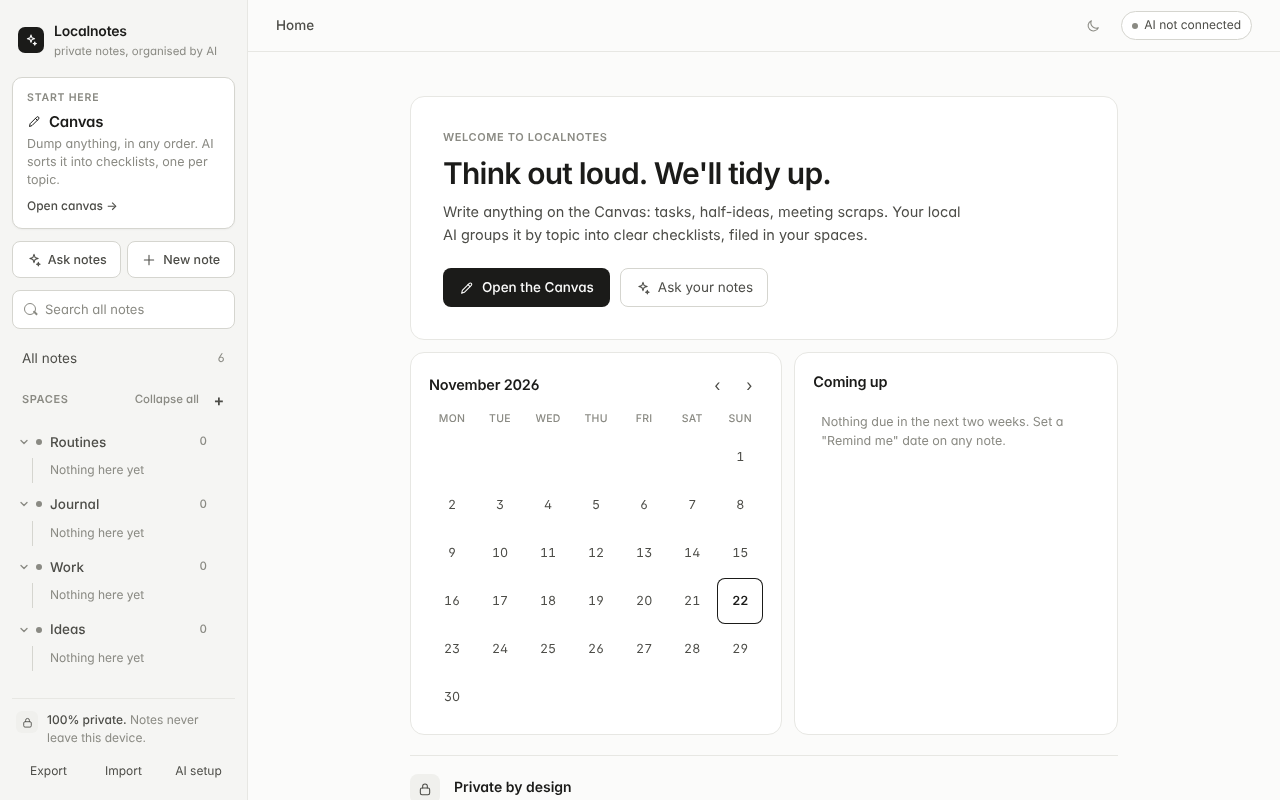 Localnotes
private notes, organised by AI
START HERE
Canvas
Dump anything, in any order. AI
sorts it into checklists, one per
topic.
Open canvas →
Ask notes
New note
Search all notes
All notes 6
SPACES Collapse all +
Routines 0
Nothing here yet
Journal 0
Nothing here yet
Work 0
Nothing here yet
Ideas 0
Nothing here yet
100% private. Notes never
leave this device.
Export Import AI setup
Home
AI not connected
WELCOME TO LOCALNOTES
Think out loud. We'll tidy up.
Write anything on the Canvas: tasks, half-ideas, meeting scraps. Your local
AI groups it by topic into clear checklists, filed in your spaces.
Open the Canvas
Ask your notes
November 2026 ‹ ›
MON TUE WED THU FRI SAT SUN
1
2 3 4 5 6 7 8
9 10 11 12 13 14 15
16 17 18 19 20 21 22
23 24 25 26 27 28 29
30
Coming up
Nothing due in the next two weeks. Set a
"Remind me" date on any note.
Private by design